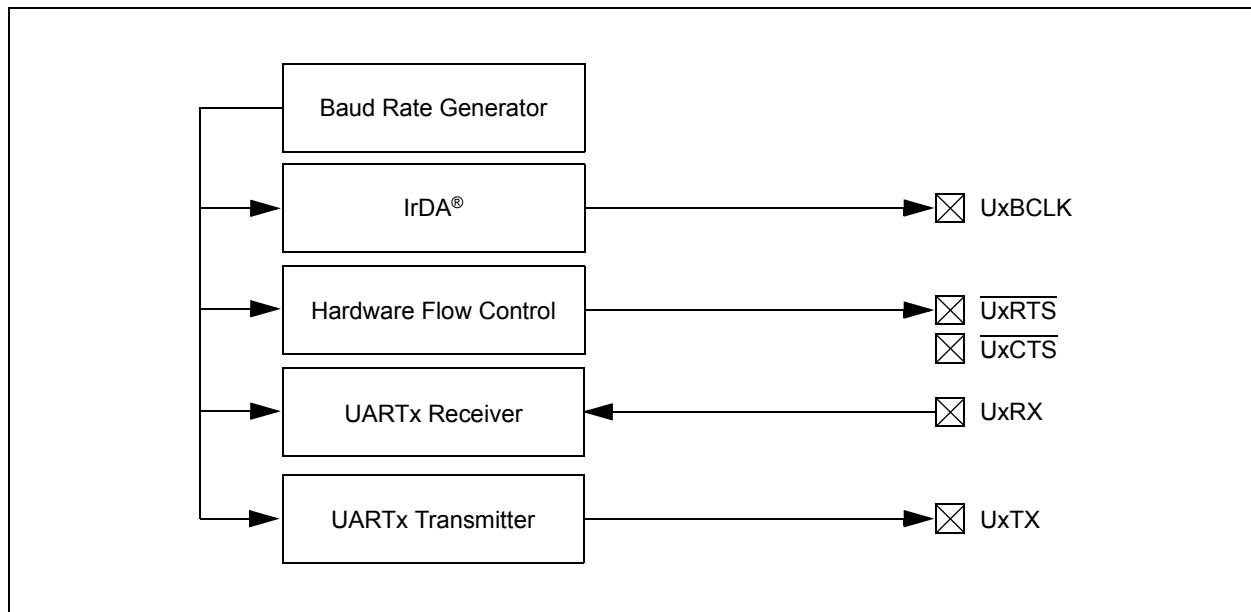 Baud Rate Generator
IrDA®
UxBCLK
Hardware Flow Control
UxRTS
UxCTS
UARTx Receiver
UxRX
UARTx Transmitter
UxTX